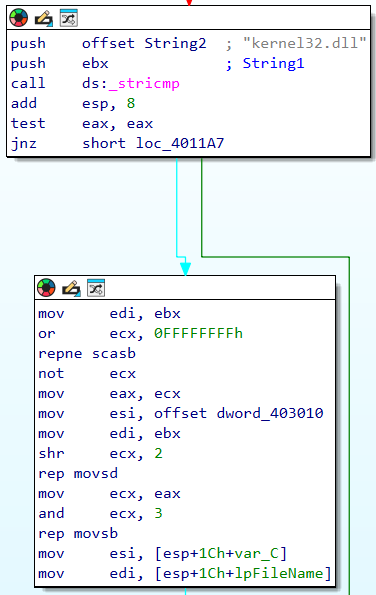 push    offset String2  ; "kernel32.dll"
push    ebx             ; String1
call    ds:_stricmp
add     esp, 8
test    eax, eax
jnz     short loc_4011A7
mov     edi, ebx
or      ecx, 0FFFFFFFFh
repne scasb
not     ecx
mov     eax, ecx
mov     esi, offset dword_403010
mov     edi, ebx
shr     ecx, 2
rep movsd
mov     ecx, eax
and     ecx, 3
rep movsb
mov     esi, [esp+1Ch+var_C]
mov     edi, [esp+1Ch+lpFileName]